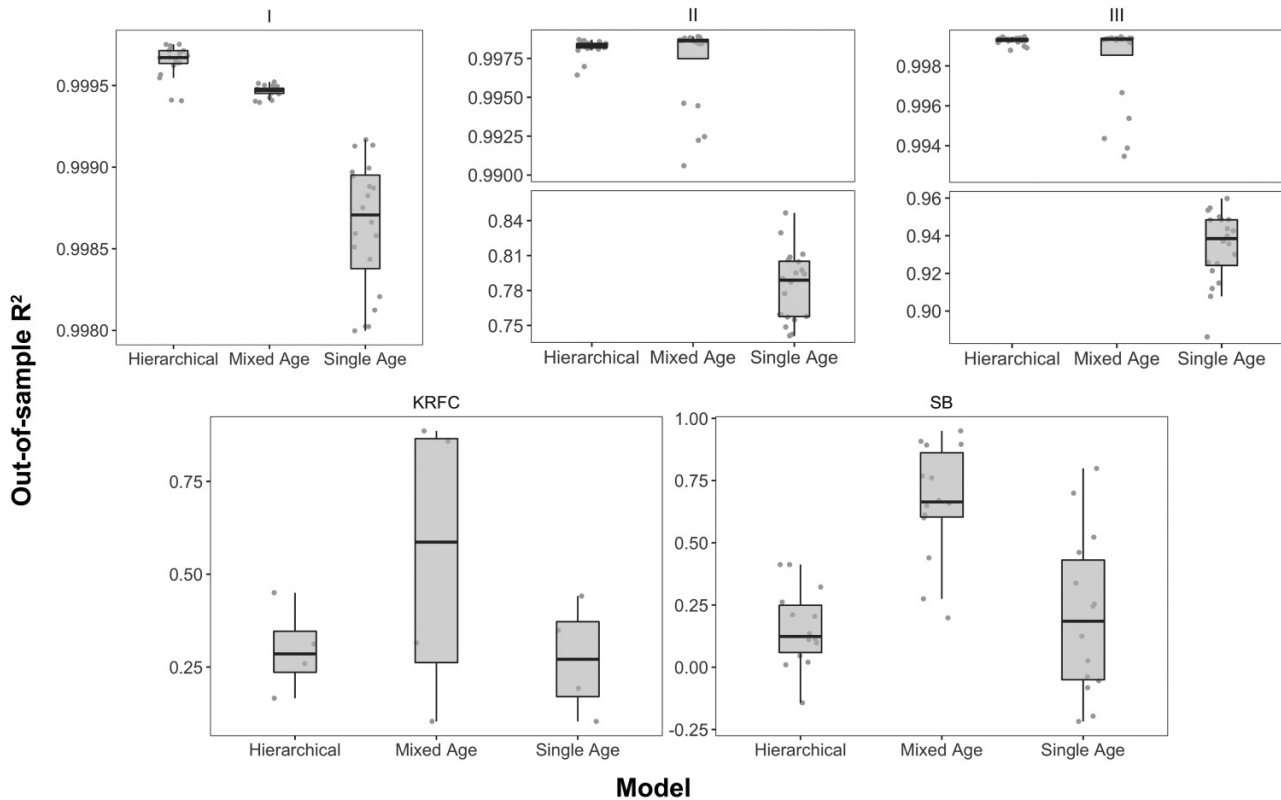 I
II
III
0.9995
0.9990
0.9985
0.9980
0.9975
0.9950
0.9925
0.9900
0.84
0.81
0.78
0.75
0.998
0.996
0.994
0.96
0.94
0.92
0.90
Hierarchical Mixed Age Single Age
Hierarchical Mixed Age Single Age
Hierarchical Mixed Age Single Age
Out-of-sample R²
KRFC
SB
0.75
0.50
0.25
1.00
0.75
0.50
0.25
0.00
-0.25
Hierarchical Mixed Age Single Age
Hierarchical Mixed Age Single Age
Model